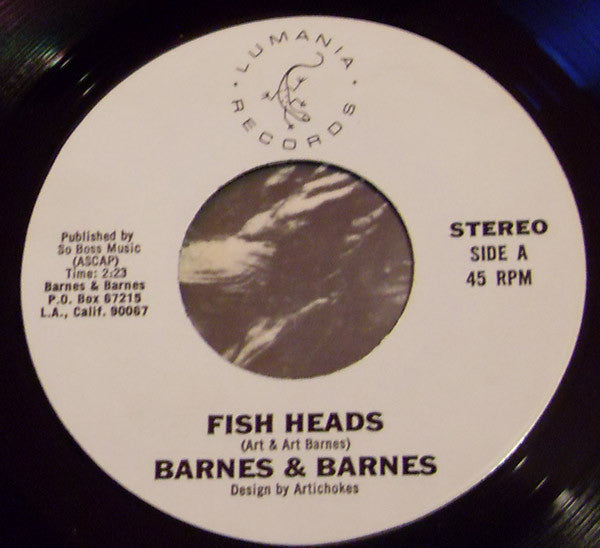 · LUMANIA ·
RECORDS
Published by
So Boss Music
(ASCAP)
Time: 2:23
Barnes & Barnes
P.O. Box 67215
L.A., Calif. 90067
STEREO
SIDE A
45 RPM
FISH HEADS
(Art & Art Barnes)
BARNES & BARNES
Design by Artichokes